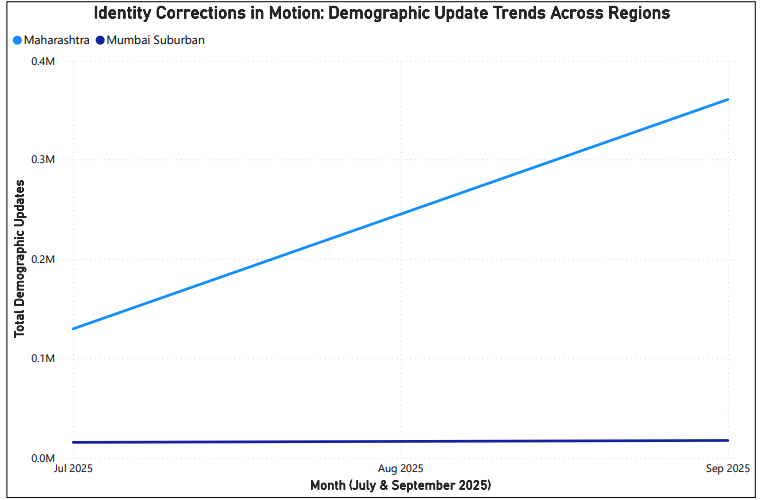 Identity Corrections in Motion: Demographic Update Trends Across Regions
Maharashtra Mumbai Suburban
0.4M
0.3M
0.2M
0.1M
0.0M
Total Demographic Updates
Jul 2025 Aug 2025 Sep 2025
Month (July & September 2025)